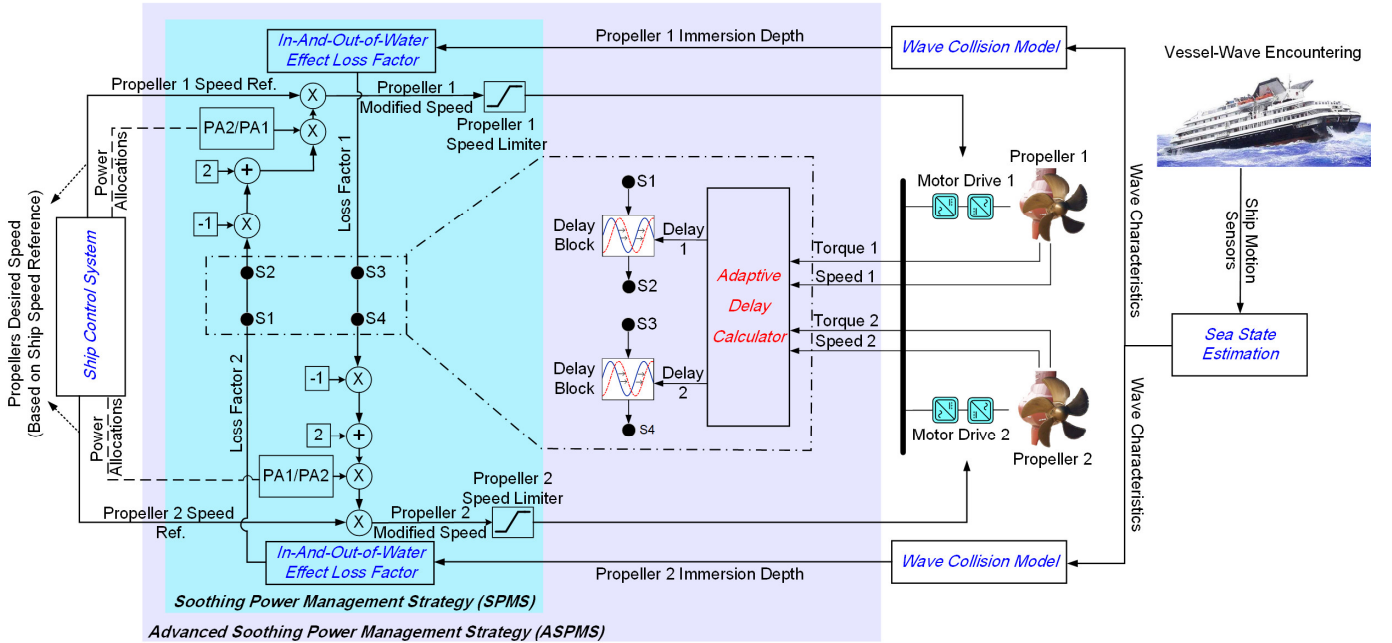 In-And-Out-of-Water
Effect Loss Factor
Propeller 1 Immersion Depth
Wave Collision Model
Vessel-Wave Encountering
Propeller 1 Speed Ref.
X
Propeller 1
Modified Speed
Propeller 1
Speed Limiter
Power
Allocations
PA2/PA1
X
Loss Factor 1
2
+
-1
X
Propellers Desired Speed
(Based on Ship Speed Reference)
Ship Control System
S2
S3
S1
S4
S1
Delay
Block
Delay
1
S2
S3
Delay
Block
Delay
2
S4
Adaptive
Delay
Calculator
Torque 1
Speed 1
Torque 2
Speed 2
Motor Drive 1
Propeller 1
Motor Drive 2
Propeller 2
Wave Characteristics
Ship Motion
Sensors
Sea State
Estimation
Wave Characteristics
Loss Factor 2
-1
X
2
+
Power
Allocations
PA1/PA2
X
Propeller 2 Speed
Ref.
X
Propeller 2
Modified Speed
Propeller 2
Speed Limiter
In-And-Out-of-Water
Effect Loss Factor
Propeller 2 Immersion Depth
Wave Collision Model
Soothing Power Management Strategy (SPMS)
Advanced Soothing Power Management Strategy (ASPMS)